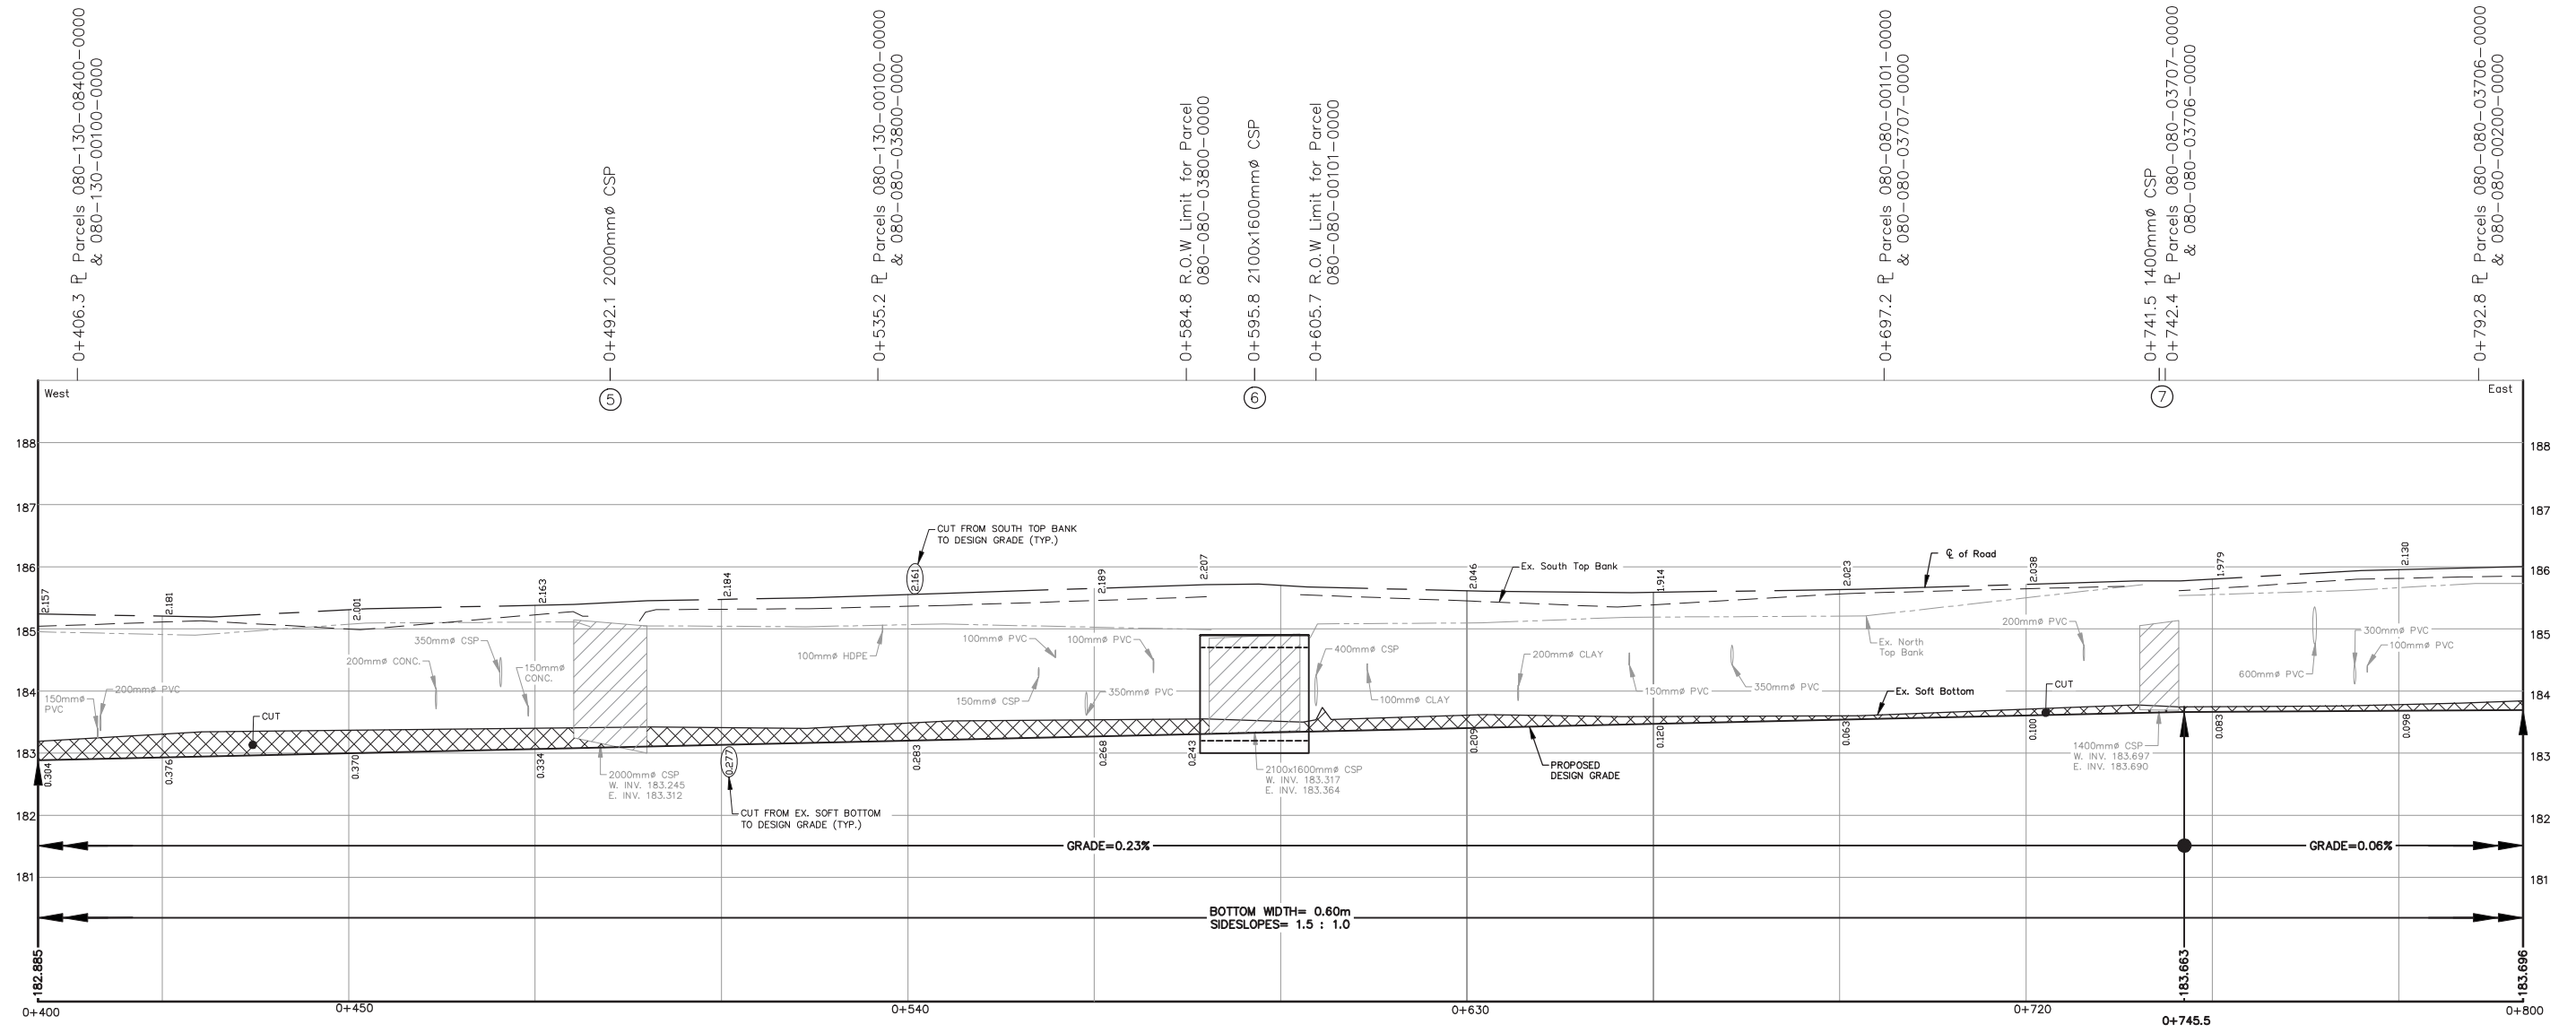 0+406.3 ⅊ Parcels 080-130-08400-0000
& 080-130-00100-0000
0+492.1 2000mmø CSP
0+535.2 ⅊ Parcels 080-130-00100-0000
& 080-080-03800-0000
0+584.8 R.O.W Limit for Parcel
080-080-03800-0000
0+595.8 2100x1600mmø CSP
0+605.7 R.O.W Limit for Parcel
080-080-00101-0000
0+697.2 ⅊ Parcels 080-080-00101-0000
& 080-080-03707-0000
0+741.5 1400mmø CSP
0+742.4 ⅊ Parcels 080-080-03707-0000
& 080-080-03706-0000
0+792.8 ⅊ Parcels 080-080-03706-0000
& 080-080-00200-0000
West
5
6
7
East
188
188
187
187
CUT FROM SOUTH TOP BANK
TO DESIGN GRADE (TYP.)
186
186
2.157
2.181
2.001
2.163
2.184
2.161
2.189
2.207
2.046
1.914
2.023
2.038
1.979
2.130
Ex. South Top Bank
℄ of Road
185
185
350mmø CSP
200mmø CONC.
150mmø
CONC.
100mmø HDPE
100mmø PVC
100mmø PVC
150mmø CSP
350mmø PVC
400mmø CSP
100mmø CLAY
200mmø CLAY
150mmø PVC
350mmø PVC
Ex. North
Top Bank
200mmø PVC
300mmø PVC
100mmø PVC
600mmø PVC
184
184
150mmø
PVC
200mmø PVC
CUT
Ex. Soft Bottom
CUT
183
183
0.304
0.376
0.370
0.334
0.277
0.283
0.268
0.243
0.209
0.120
0.063
0.100
0.083
0.098
2000mmø CSP
W. INV. 183.245
E. INV. 183.312
2100x1600mmø CSP
W. INV. 183.317
E. INV. 183.364
PROPOSED
DESIGN GRADE
1400mmø CSP
W. INV. 183.697
E. INV. 183.690
CUT FROM EX. SOFT BOTTOM
TO DESIGN GRADE (TYP.)
182
182
GRADE=0.23%
GRADE=0.06%
181
181
BOTTOM WIDTH= 0.60m
SIDESLOPES= 1.5 : 1.0
182.885
183.663
183.696
0+400
0+450
0+540
0+630
0+720
0+745.5
0+800